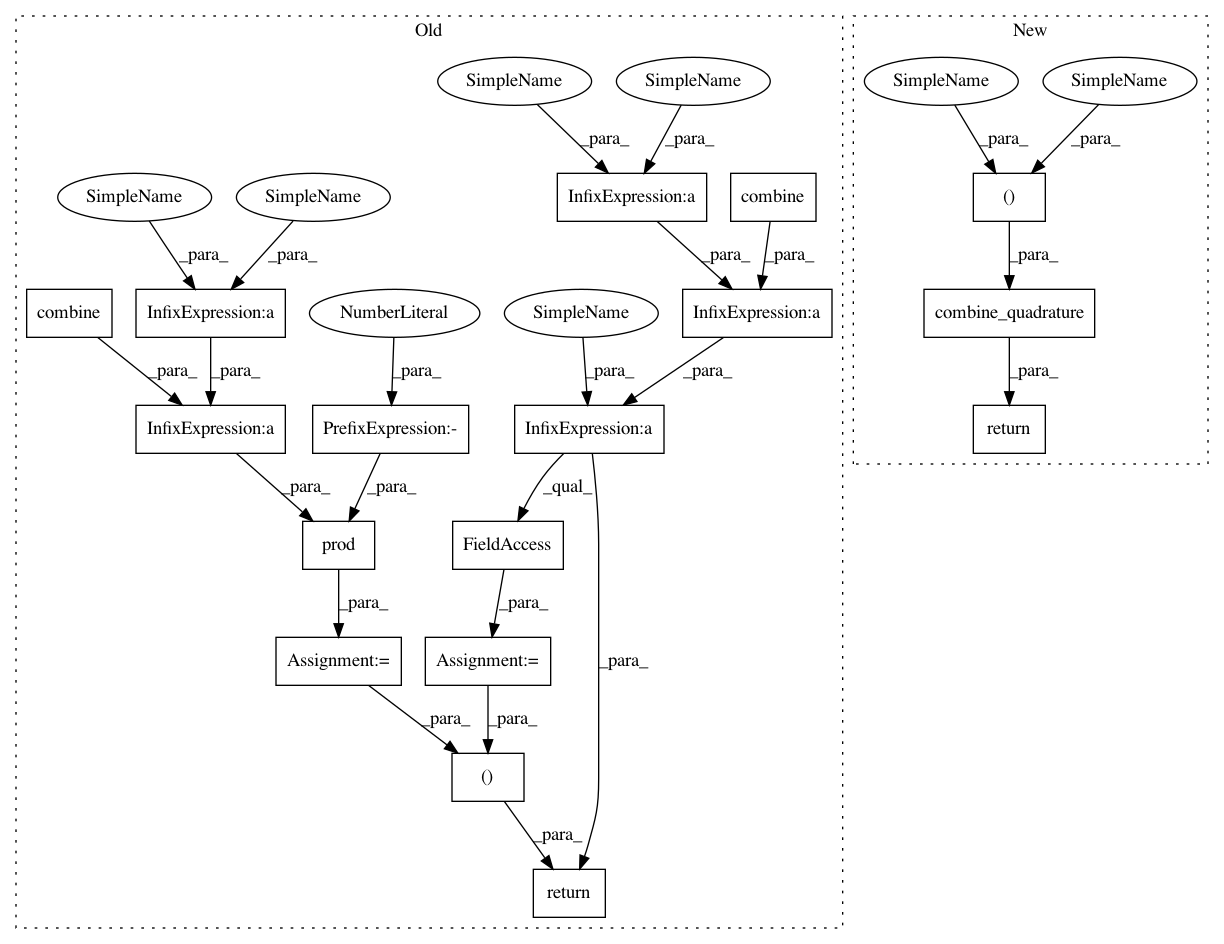 Old
New
SimpleName
SimpleName
SimpleName
SimpleName
_para_
_para_
_para_
_para_
SimpleName
SimpleName
InfixExpression:a
combine
()
_para_
_para_
_para_
_para_
_para_
combine
InfixExpression:a
NumberLiteral
SimpleName
InfixExpression:a
combine_quadrature
_para_
_para_
_para_
_para_
_para_
_para_
InfixExpression:a
PrefixExpression:-
InfixExpression:a
return
_para_
_para_
_qual_
prod
FieldAccess
_para_
_para_
Assignment:=
Assignment:=
_para_
_para_
_para_
()
_para_
return